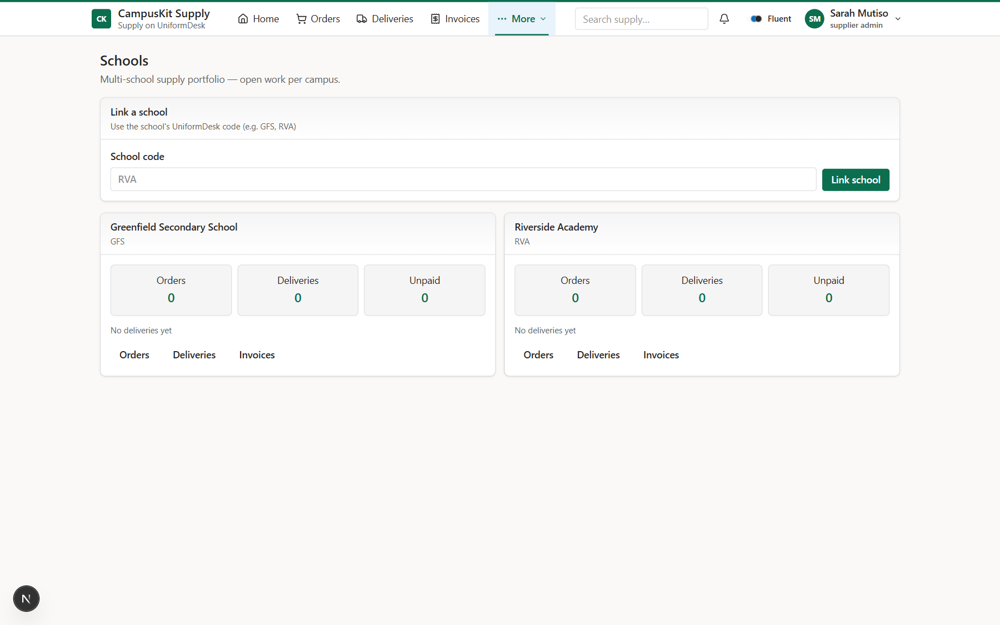 CK
CampusKit Supply
Supply on UniformDesk
Home
Orders
Deliveries
Invoices
More
Search supply...
Fluent
SM
Sarah Mutiso
supplier admin
Schools
Multi-school supply portfolio — open work per campus.
Link a school
Use the school's UniformDesk code (e.g. GFS, RVA)
School code
RVA
Link school
Greenfield Secondary School
GFS
Orders
0
Deliveries
0
Unpaid
0
No deliveries yet
Orders
Deliveries
Invoices
Riverside Academy
RVA
Orders
0
Deliveries
0
Unpaid
0
No deliveries yet
Orders
Deliveries
Invoices
N